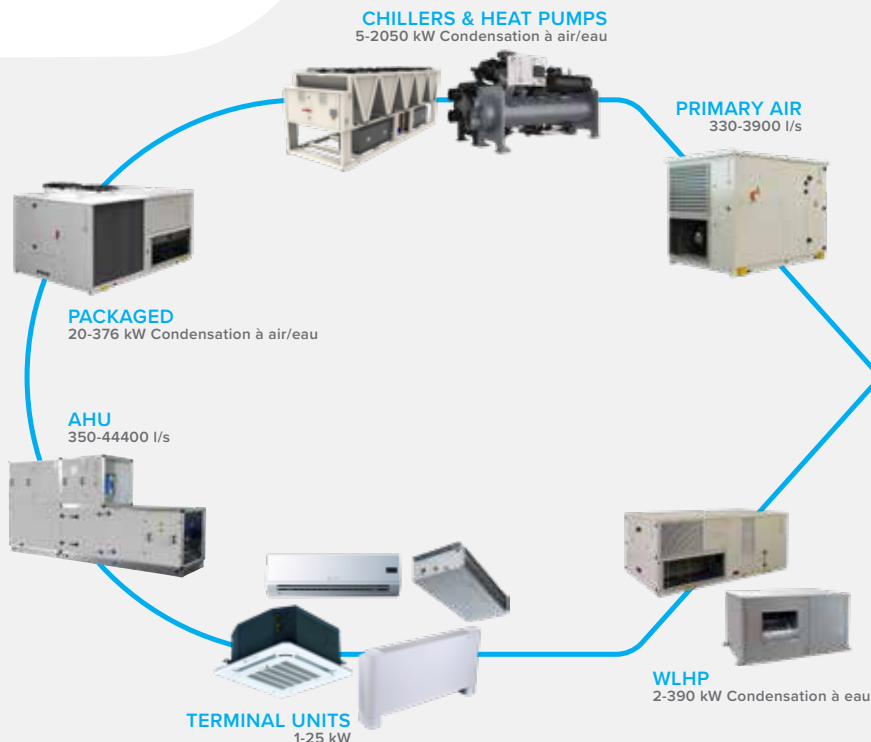 CHILLERS & HEAT PUMPS
5-2050 kW Condensation à air/eau
PRIMARY AIR
330-3900 l/s
PACKAGED
20-376 kW Condensation à air/eau
AHU
350-44400 l/s
WLHP
2-390 kW Condensation à eau
TERMINAL UNITS
1-25 kW